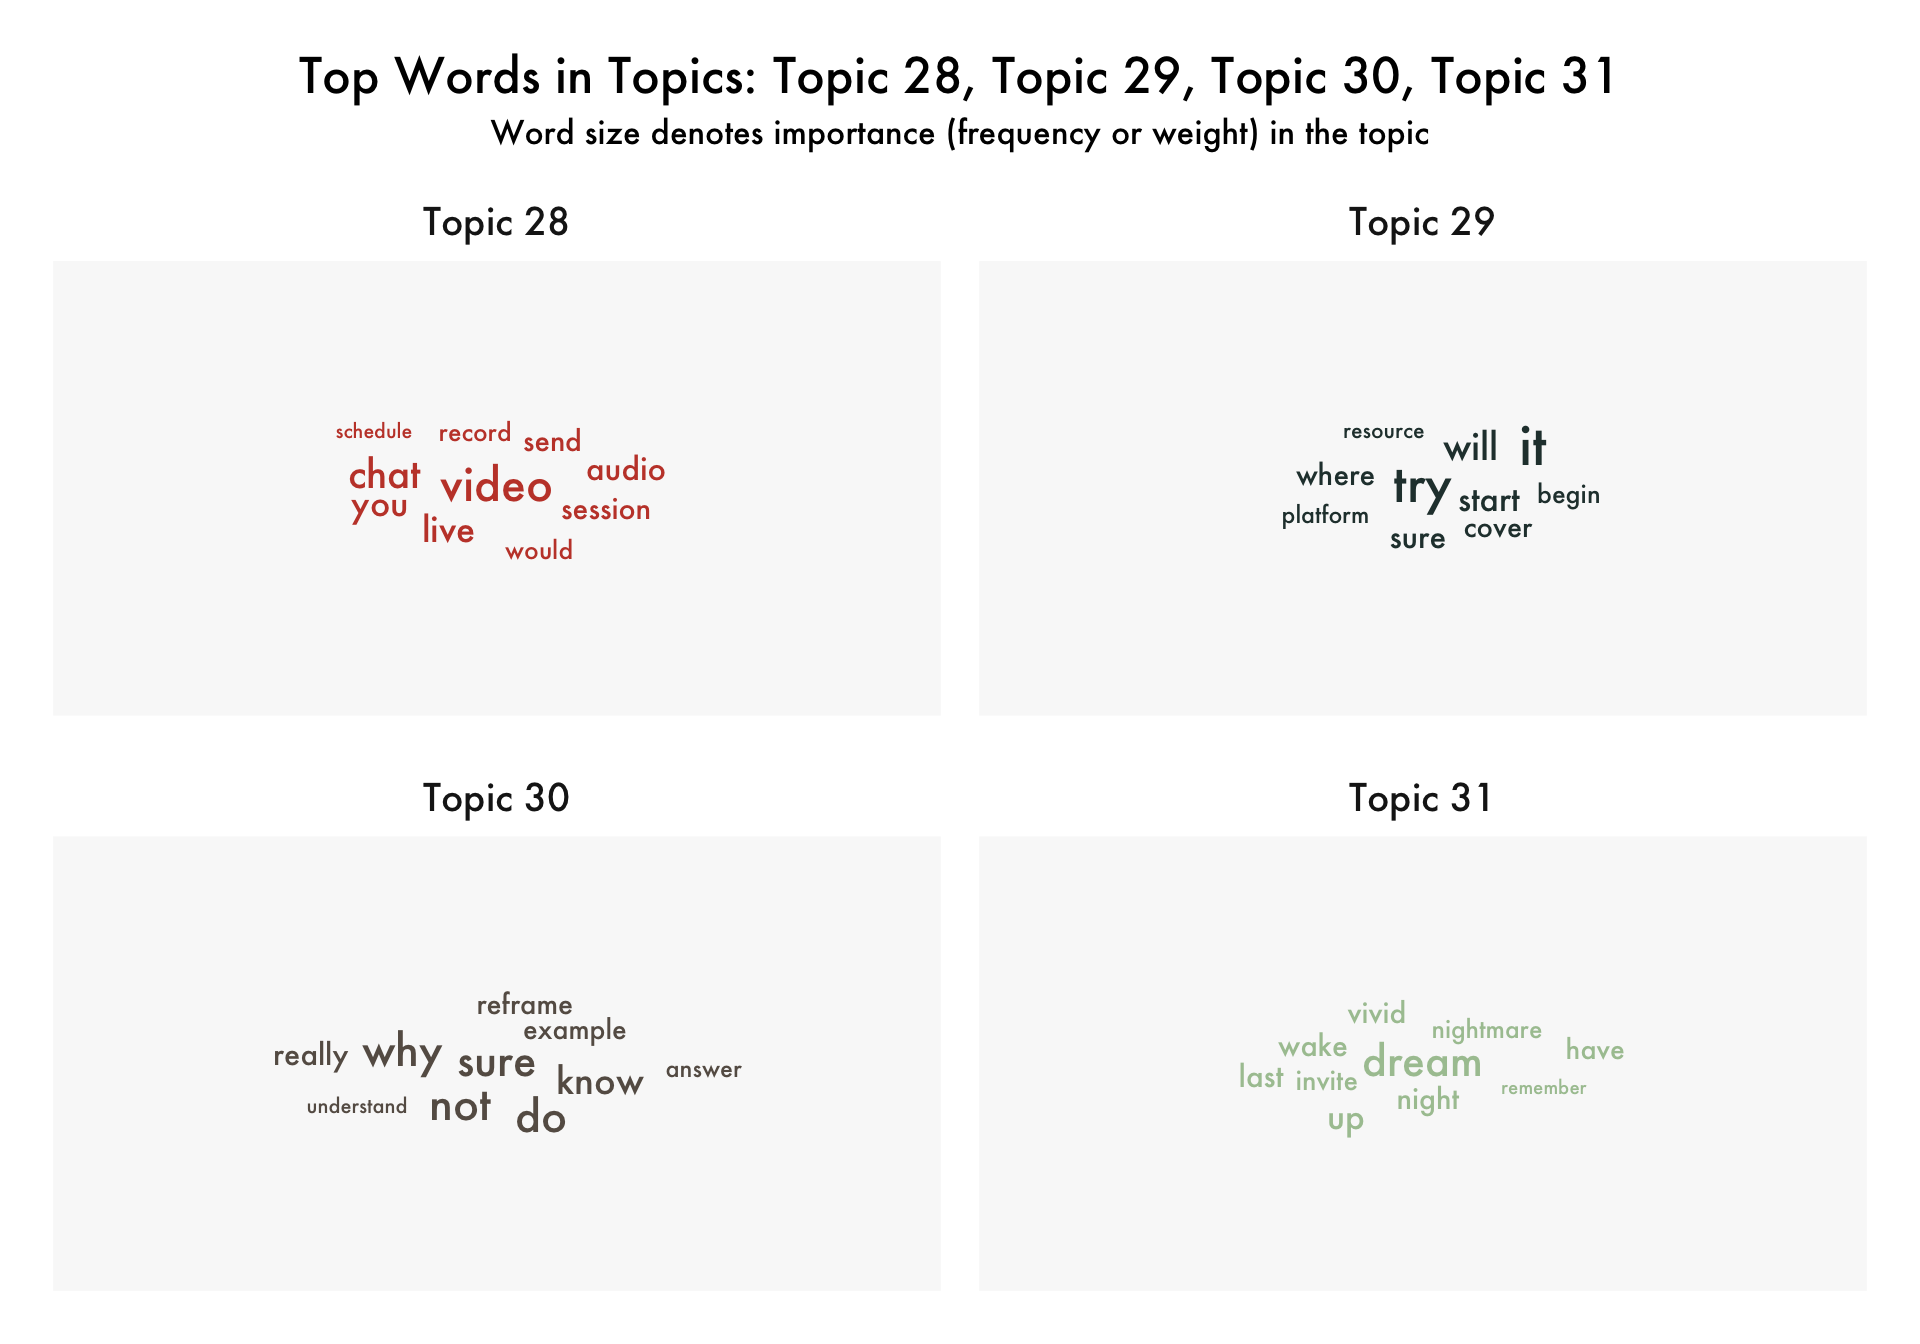 Top Words in Topics: Topic 28, Topic 29, Topic 30, Topic 31
Word size denotes importance (frequency or weight) in the topic
Topic 28
schedule record send
chat video audio
you live session
would
Topic 29
resource will it
where try start begin
platform sure cover
Topic 30
reframe
example
really why sure know answer
understand not do
Topic 31
vivid nightmare
wake dream have
last invite night remember
up